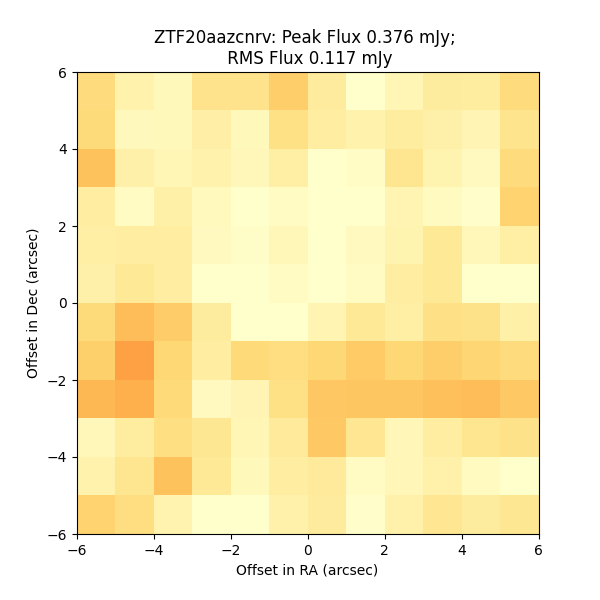 ZTF20aazcnrv: Peak Flux 0.376 mJy;
RMS Flux 0.117 mJy
6
4
2
0
−2
−4
−6
Offset in Dec (arcsec)
−6 −4 −2 0 2 4 6
Offset in RA (arcsec)